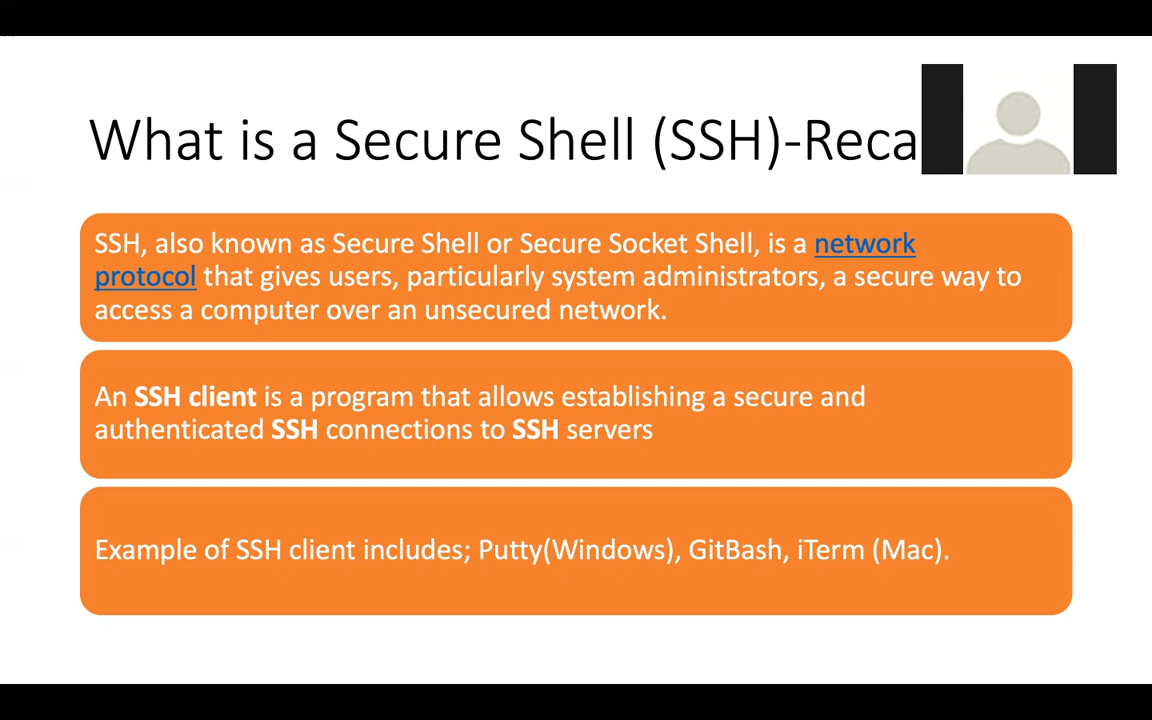 What is a Secure Shell (SSH)-Reca
SSH, also known as Secure Shell or Secure Socket Shell, is a network
protocol that gives users, particularly system administrators, a secure way to
access a computer over an unsecured network.
An SSH client is a program that allows establishing a secure and
authenticated SSH connections to SSH servers
Example of SSH client includes; Putty(Windows), GitBash, iTerm (Mac).